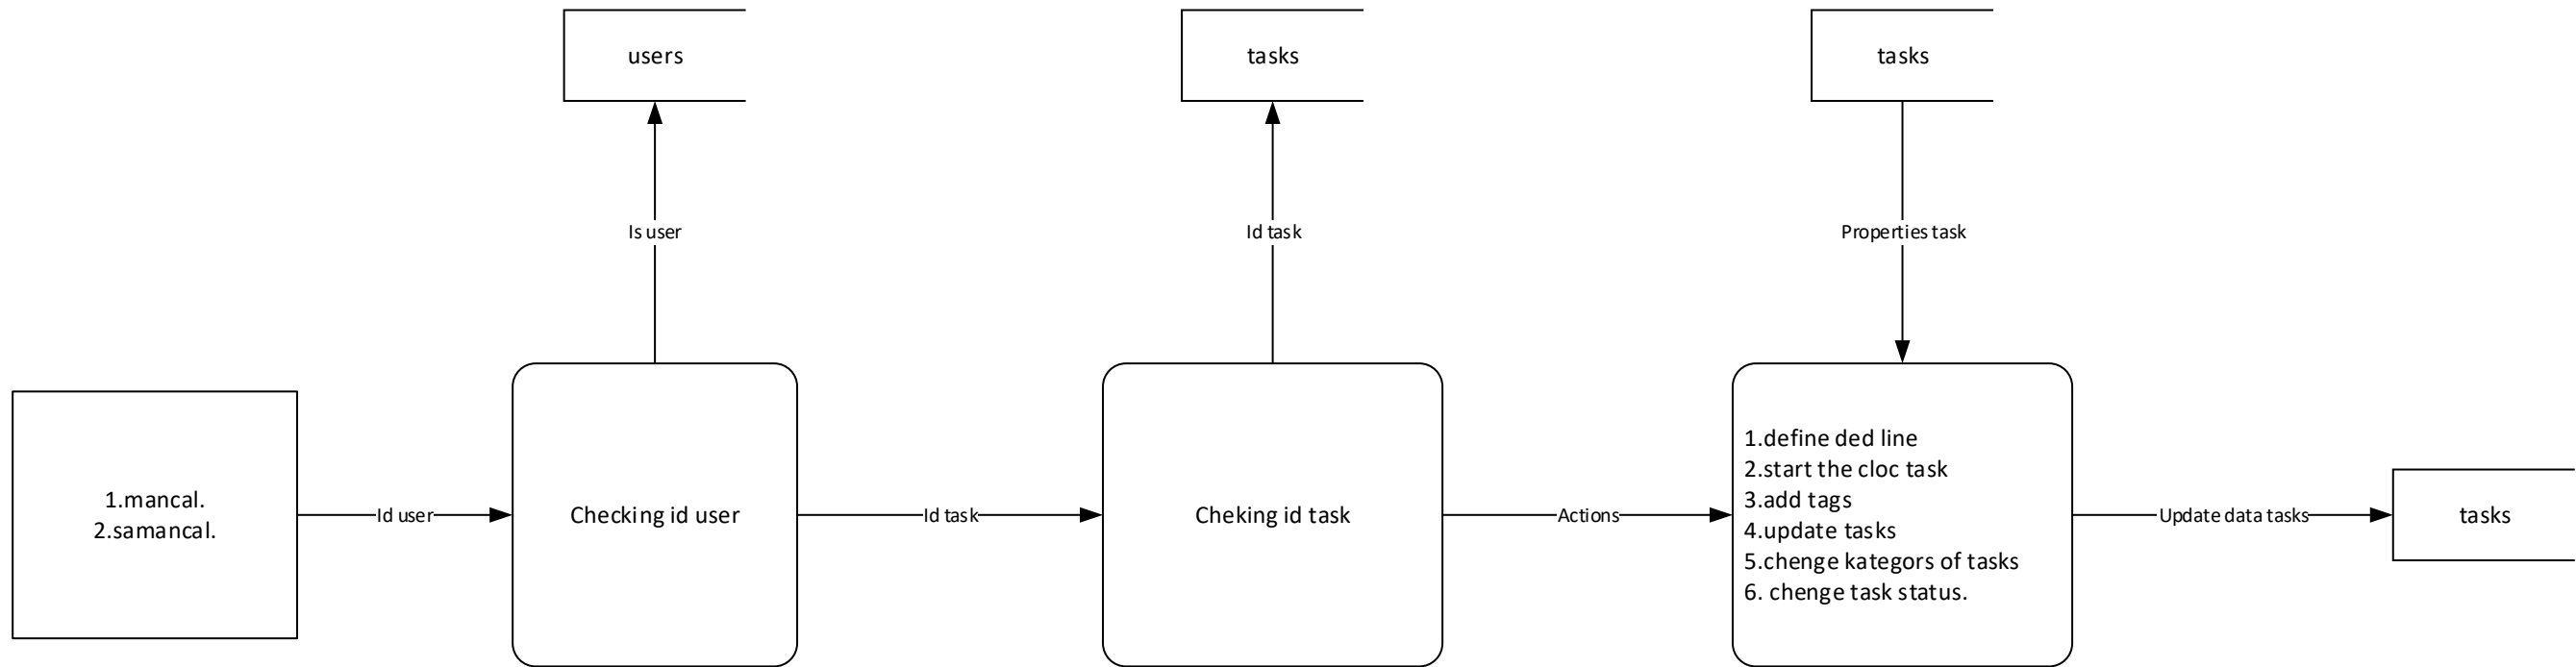 users
tasks
tasks
Is user
Id task
Properties task
1.mancal.
2.samancal.
Id user
Checking id user
Id task
Cheking id task
Actions
1.define ded line
2.start the cloc task
3.add tags
4.update tasks
5.chenge kategors of tasks
6. chenge task status.
Update data tasks
tasks